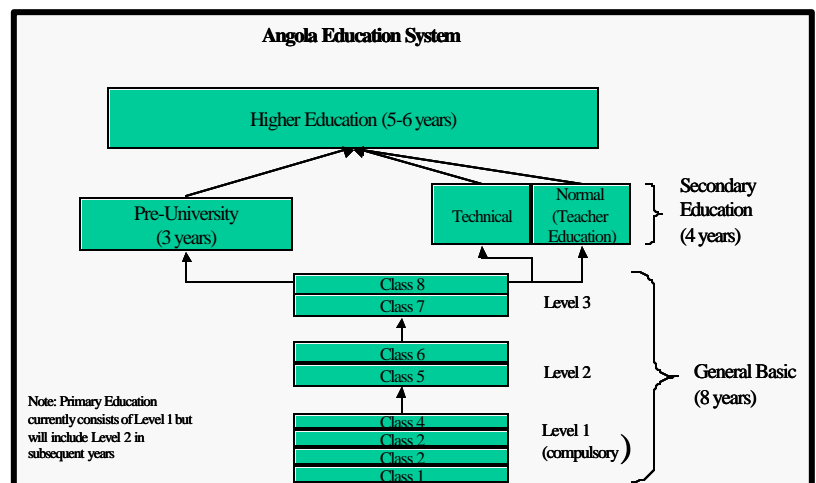 Angola Education System
Higher Education (5-6 years)
Pre-University
(3 years)
Technical
Normal
(Teacher
Education)
Secondary
Education
(4 years)
Class 8
Class 7
Level 3
Class 6
Class 5
Level 2
General Basic
(8 years)
Note: Primary Education
currently consists of Level 1 but
will include Level 2 in
subsequent years
Class 4
Class 2
Class 2
Class 1
Level 1
(compulsory )